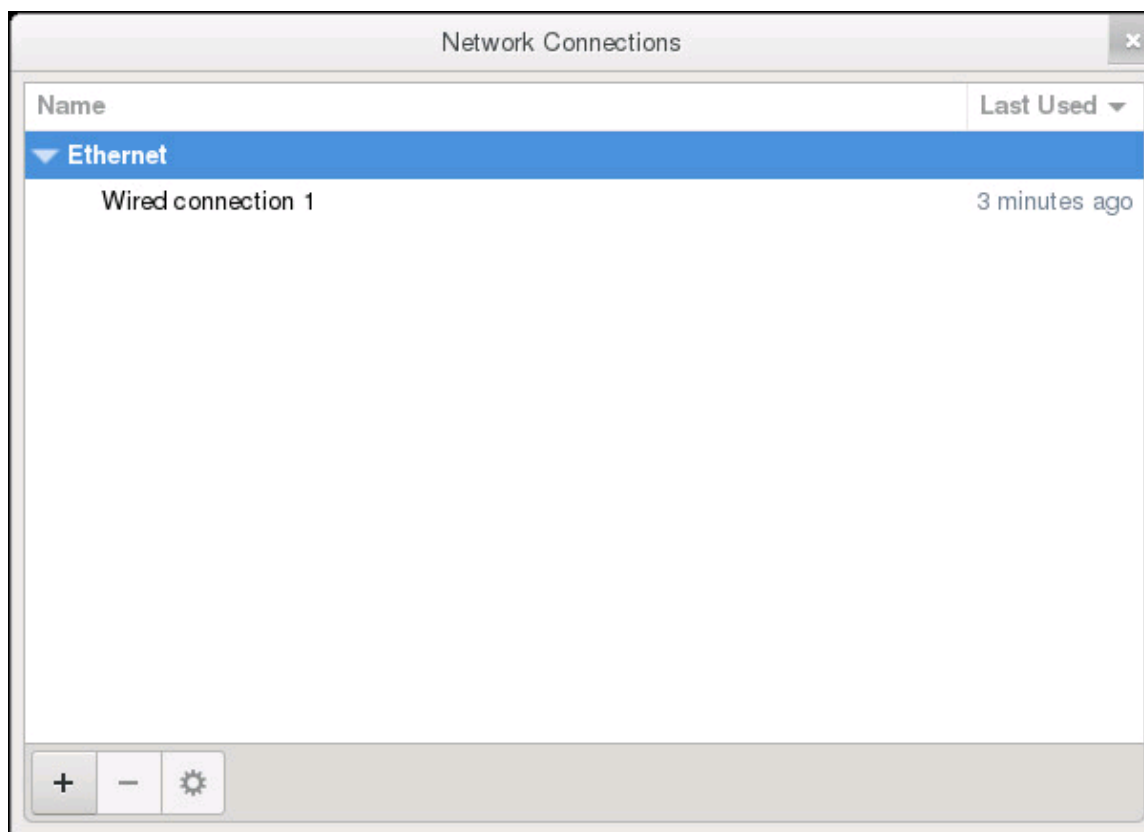 Network Connections
Name Last Used
Ethernet
Wired connection 1 3 minutes ago